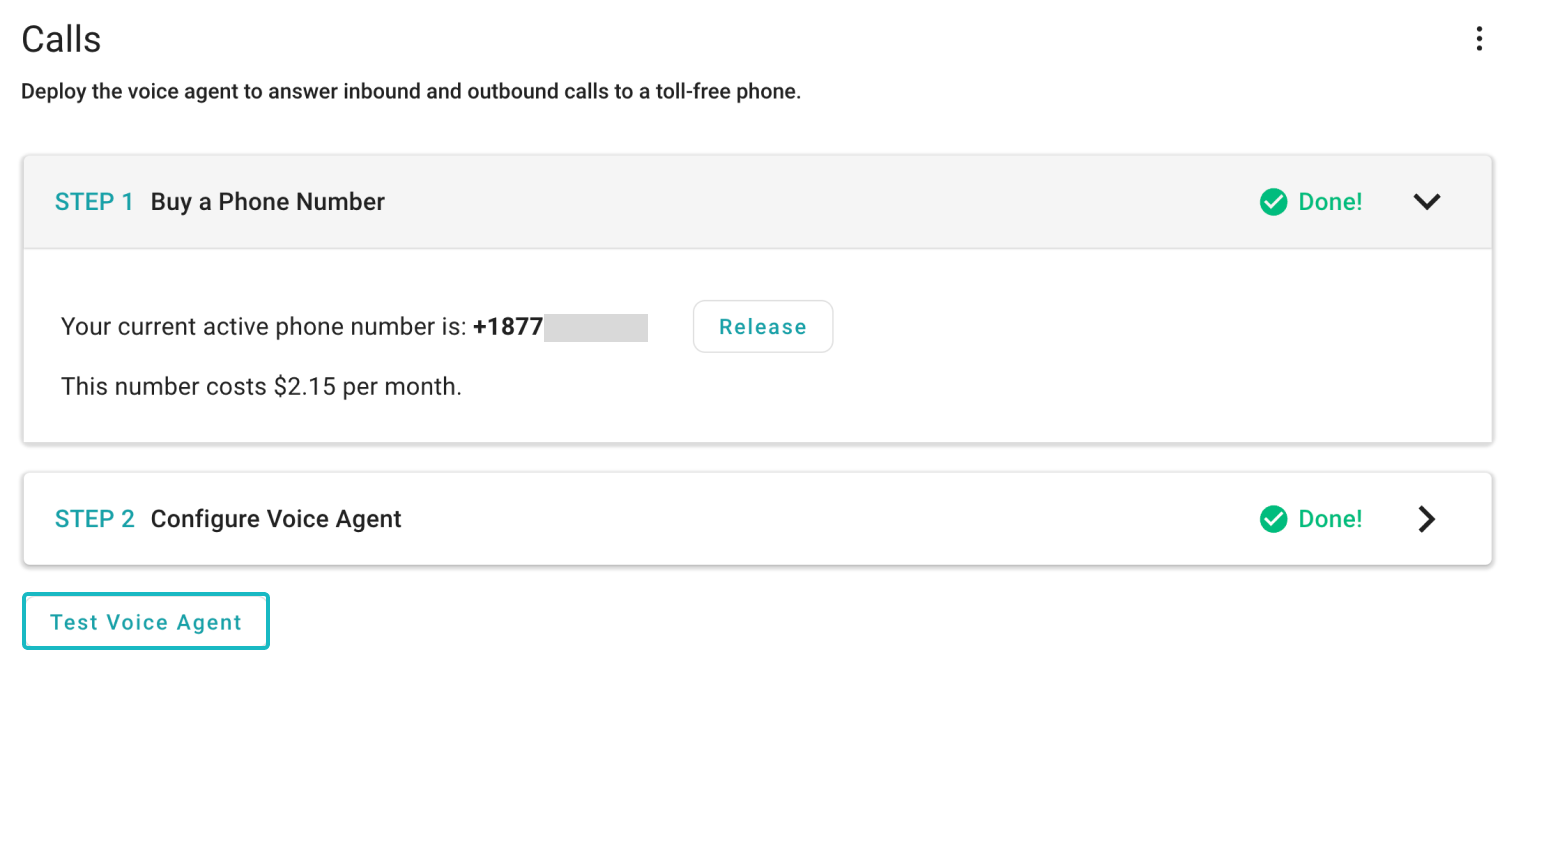 Calls
Deploy the voice agent to answer inbound and outbound calls to a toll-free phone.
STEP 1 Buy a Phone Number Done!
Your current active phone number is: +1877 Release
This number costs $2.15 per month.
STEP 2 Configure Voice Agent Done!
Test Voice Agent